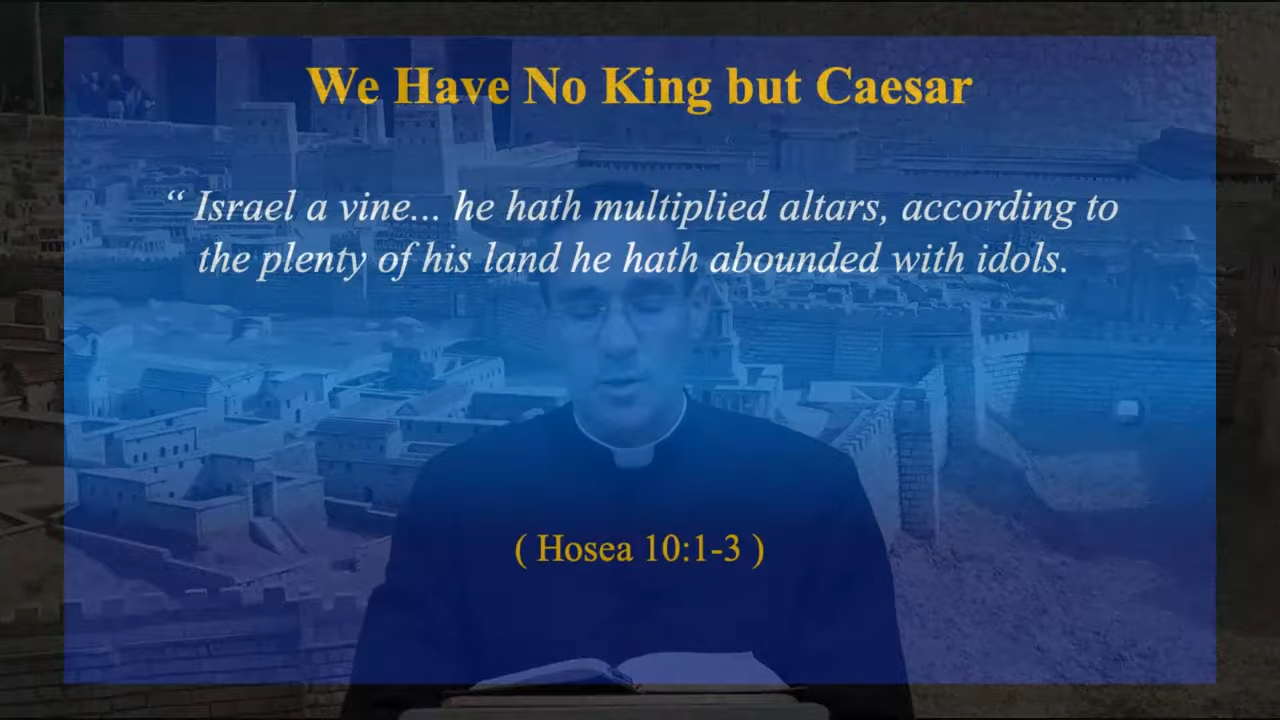 We Have No King but Caesar
“ Israel a vine... he hath multiplied altars, according to
the plenty of his land he hath abounded with idols.
( Hosea 10:1-3 )